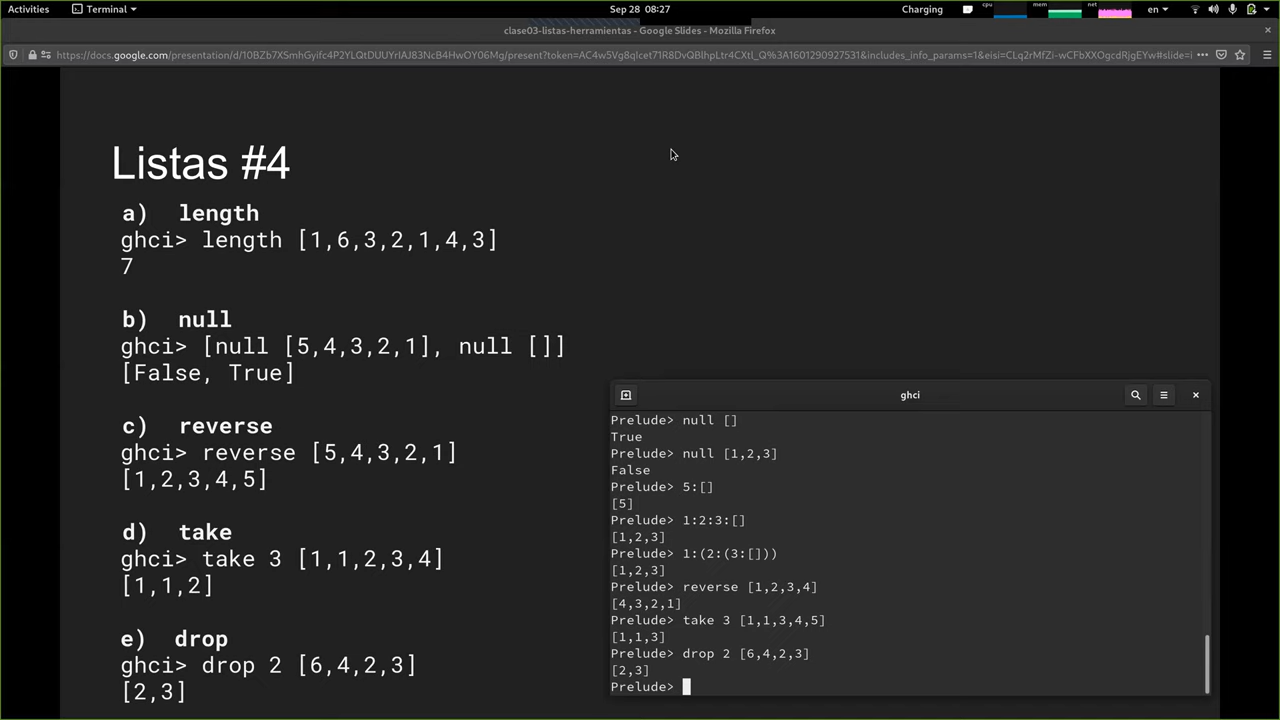 Activities
Terminal
Sep 28 08:27
Charging
cpu
mem
net
en
clase03-listas-herramientas - Google Slides - Mozilla Firefox
Listas #4
a) length
ghci> length [1,6,3,2,1,4,3]
7
b) null
ghci> [null [5,4,3,2,1], null []]
[False, True]
c) reverse
ghci> reverse [5,4,3,2,1]
[1,2,3,4,5]
d) take
ghci> take 3 [1,1,2,3,4]
[1,1,2]
e) drop
ghci> drop 2 [6,4,2,3]
[2,3]
ghci
Prelude> null []
True
Prelude> null [1,2,3]
False
Prelude> 5:[]
[5]
Prelude> 1:2:3:[]
[1,2,3]
Prelude> 1:(2:(3:[]))
[1,2,3]
Prelude> reverse [1,2,3,4]
[4,3,2,1]
Prelude> take 3 [1,1,3,4,5]
[1,1,3]
Prelude> drop 2 [6,4,2,3]
[2,3]
Prelude>